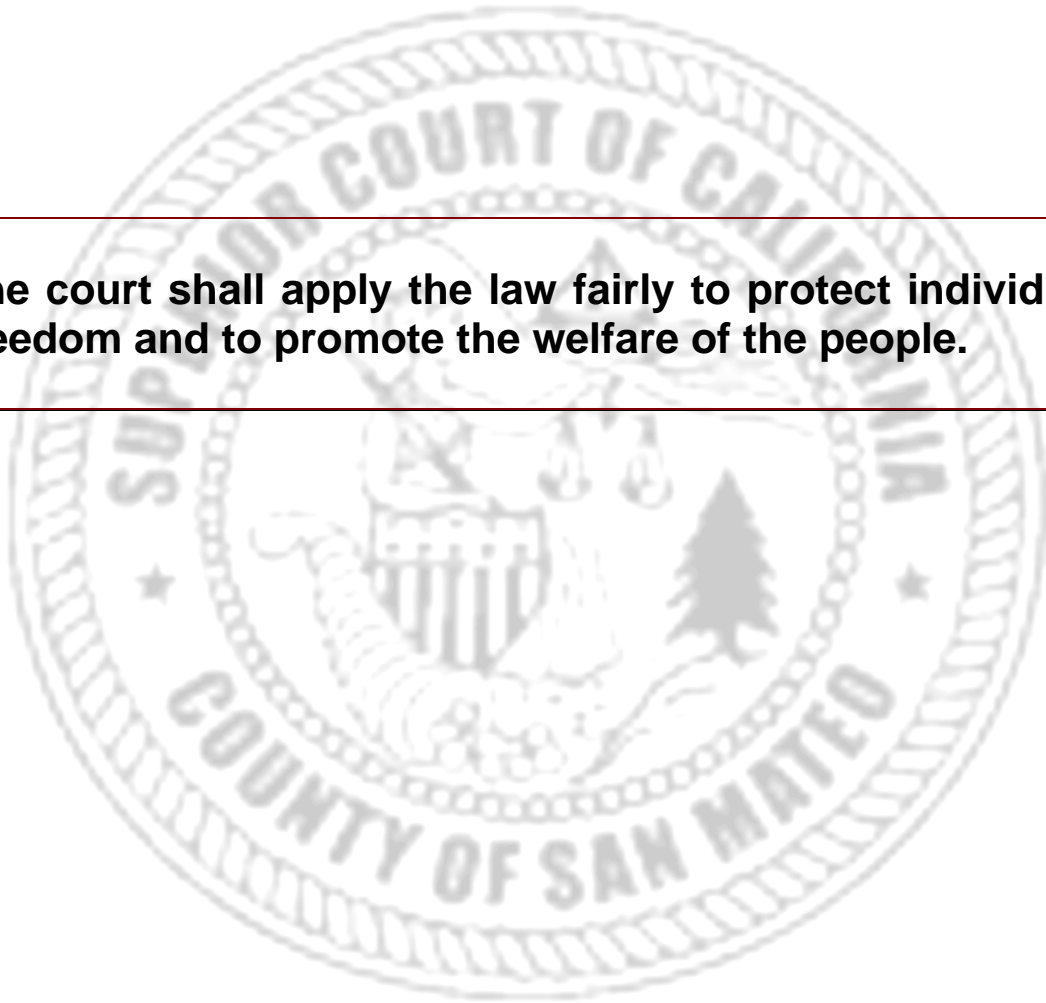 SUPERIOR COURT OF CALIFORNIA
he court shall apply the law fairly to protect individ
eedom and to promote the welfare of the people.
COUNTY OF SAN MATEO